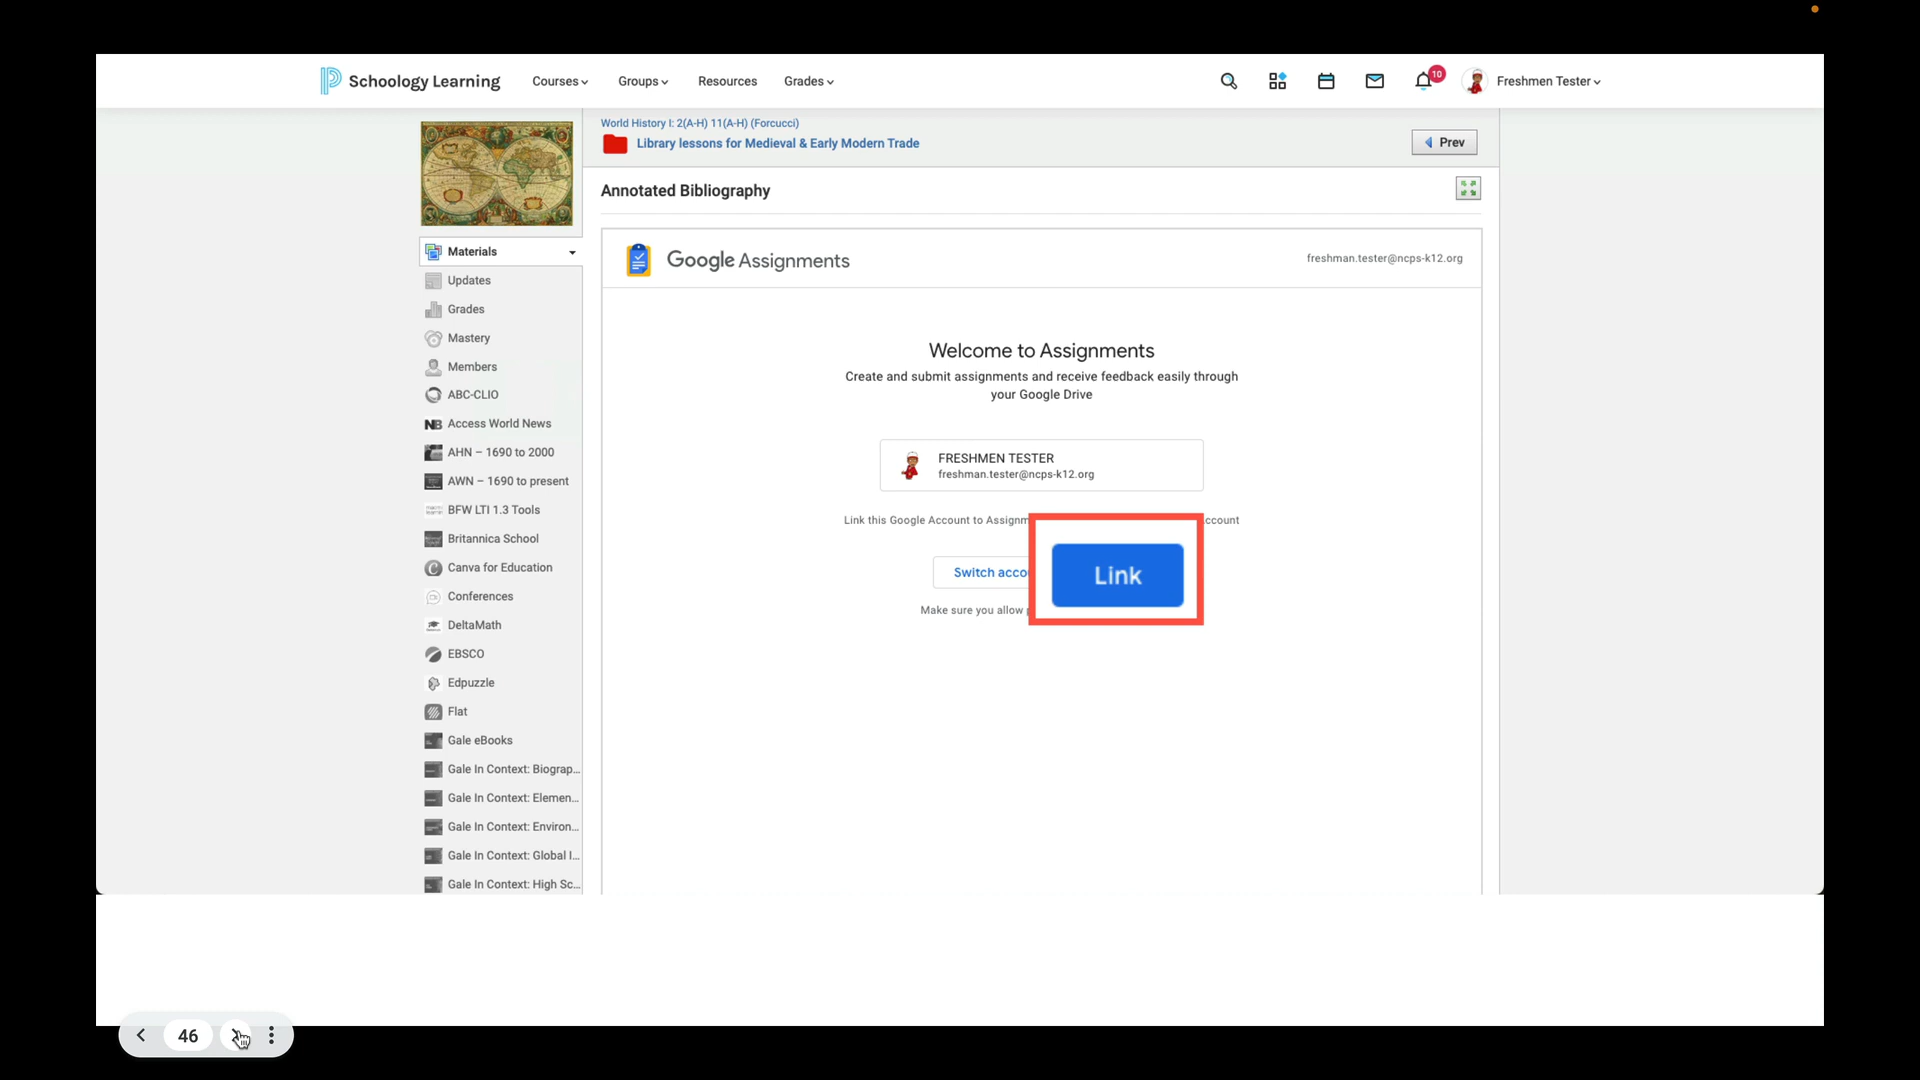 Schoology Learning
Courses
Groups
Resources
Grades
10
Freshmen Tester
World History I: 2(A-H) 11(A-H) (Forcucci)
Library lessons for Medieval & Early Modern Trade
Prev
Annotated Bibliography
Materials
Updates
Grades
Mastery
Members
ABC-CLIO
Access World News
AHN – 1690 to 2000
AWN – 1690 to present
BFW LTI 1.3 Tools
Britannica School
Canva for Education
Conferences
DeltaMath
EBSCO
Edpuzzle
Flat
Gale eBooks
Gale In Context: Biograp...
Gale In Context: Elemen...
Gale In Context: Environ...
Gale In Context: Global I...
Gale In Context: High Sc...
Google Assignments
freshman.tester@ncps-k12.org
Welcome to Assignments
Create and submit assignments and receive feedback easily through
your Google Drive
FRESHMEN TESTER
freshman.tester@ncps-k12.org
Link this Google Account to Assignm
ccount
Switch accou
Link
Make sure you allow
46